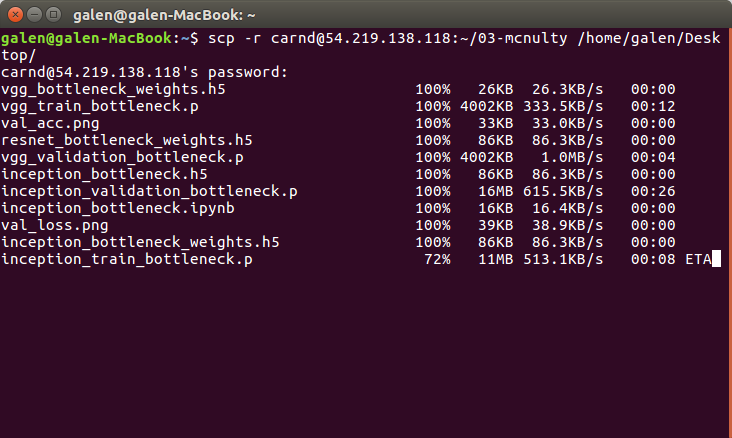 galen@galen-MacBook: ~
galen@galen-MacBook:~$ scp -r carnd@54.219.138.118:~/03-mcnulty /home/galen/Desk
top/
carnd@54.219.138.118's password:
vgg_bottleneck_weights.h5 100% 26KB 26.3KB/s 00:00
vgg_train_bottleneck.p 100% 4002KB 333.5KB/s 00:12
val_acc.png 100% 33KB 33.0KB/s 00:00
resnet_bottleneck_weights.h5 100% 86KB 86.3KB/s 00:00
vgg_validation_bottleneck.p 100% 4002KB 1.0MB/s 00:04
inception_bottleneck.h5 100% 86KB 86.3KB/s 00:00
inception_validation_bottleneck.p 100% 16MB 615.5KB/s 00:26
inception_bottleneck.ipynb 100% 16KB 16.4KB/s 00:00
val_loss.png 100% 39KB 38.9KB/s 00:00
inception_bottleneck_weights.h5 100% 86KB 86.3KB/s 00:00
inception_train_bottleneck.p 72% 11MB 513.1KB/s 00:08 ETA